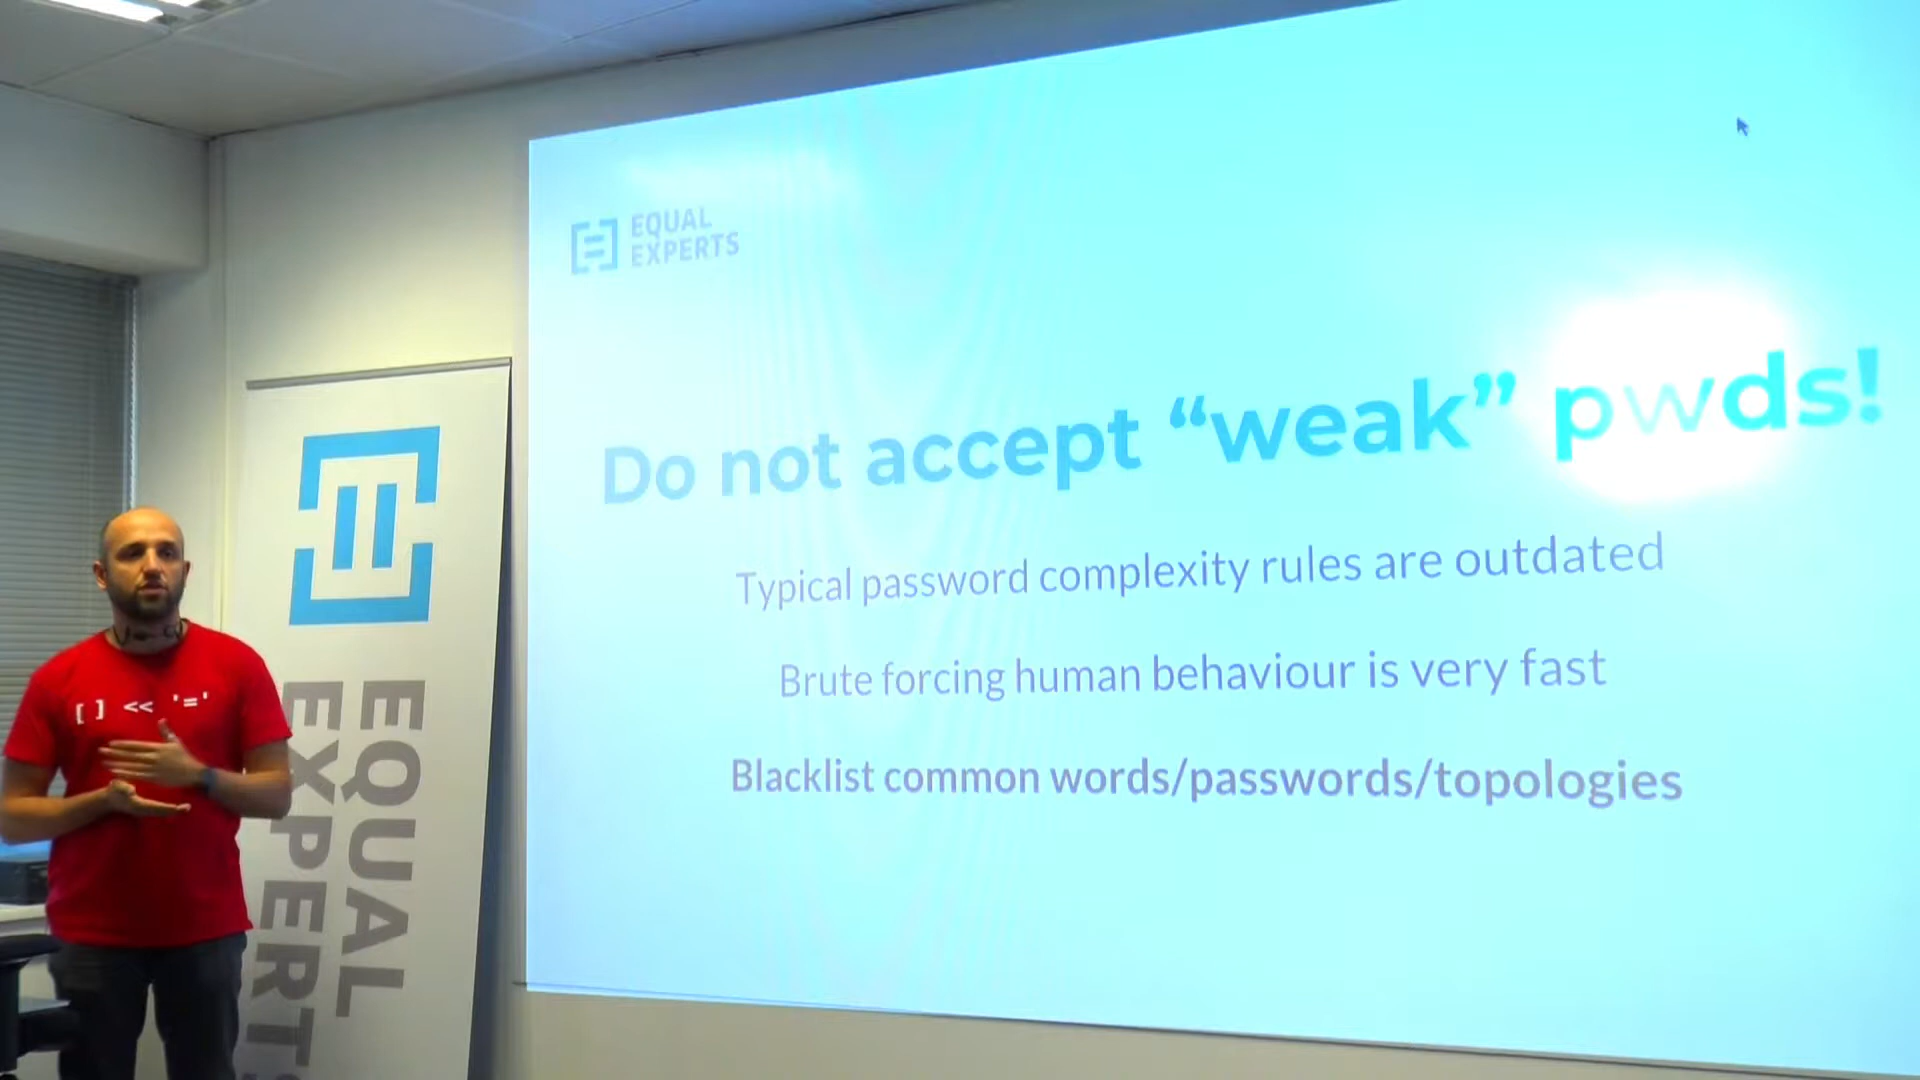 EQUAL
EXPERTS
Do not accept “weak” pwds!
Typical password complexity rules are outdated
Brute forcing human behaviour is very fast
Blacklist common words/passwords/topologies
EQUAL
EXPERTS
[ ] << '='